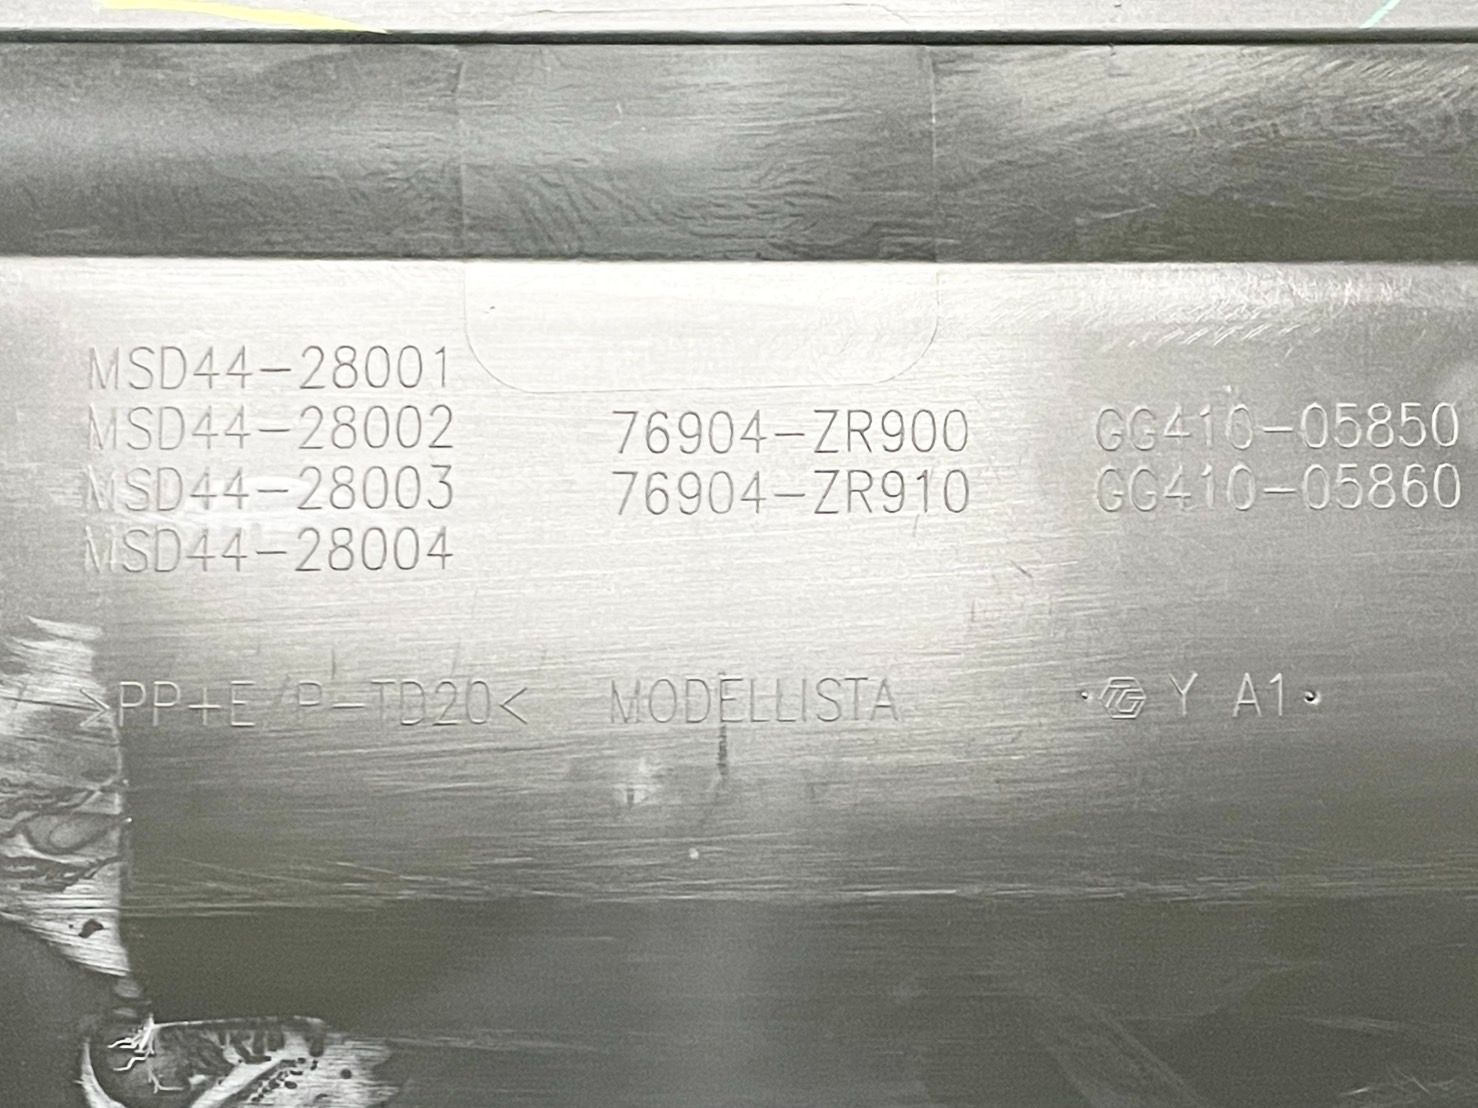 MSD44-28001
MSD44-28002 76904-ZR900 GG410-05850
MSD44-28003 76904-ZR910 GG410-05860
MSD44-28004
>PP+E/P-TD20< MODELLISTA TG Y A1